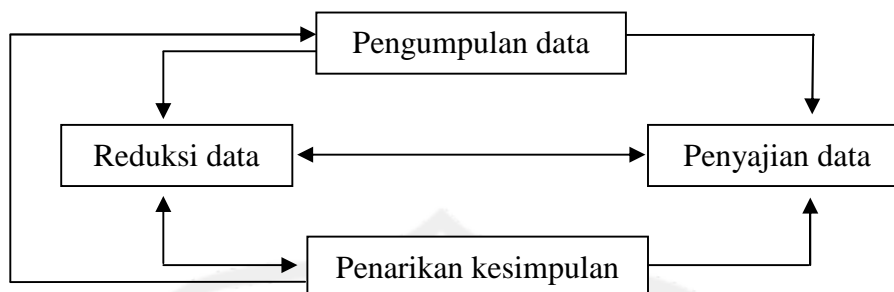 Pengumpulan data
Reduksi data
Penyajian data
Penarikan kesimpulan